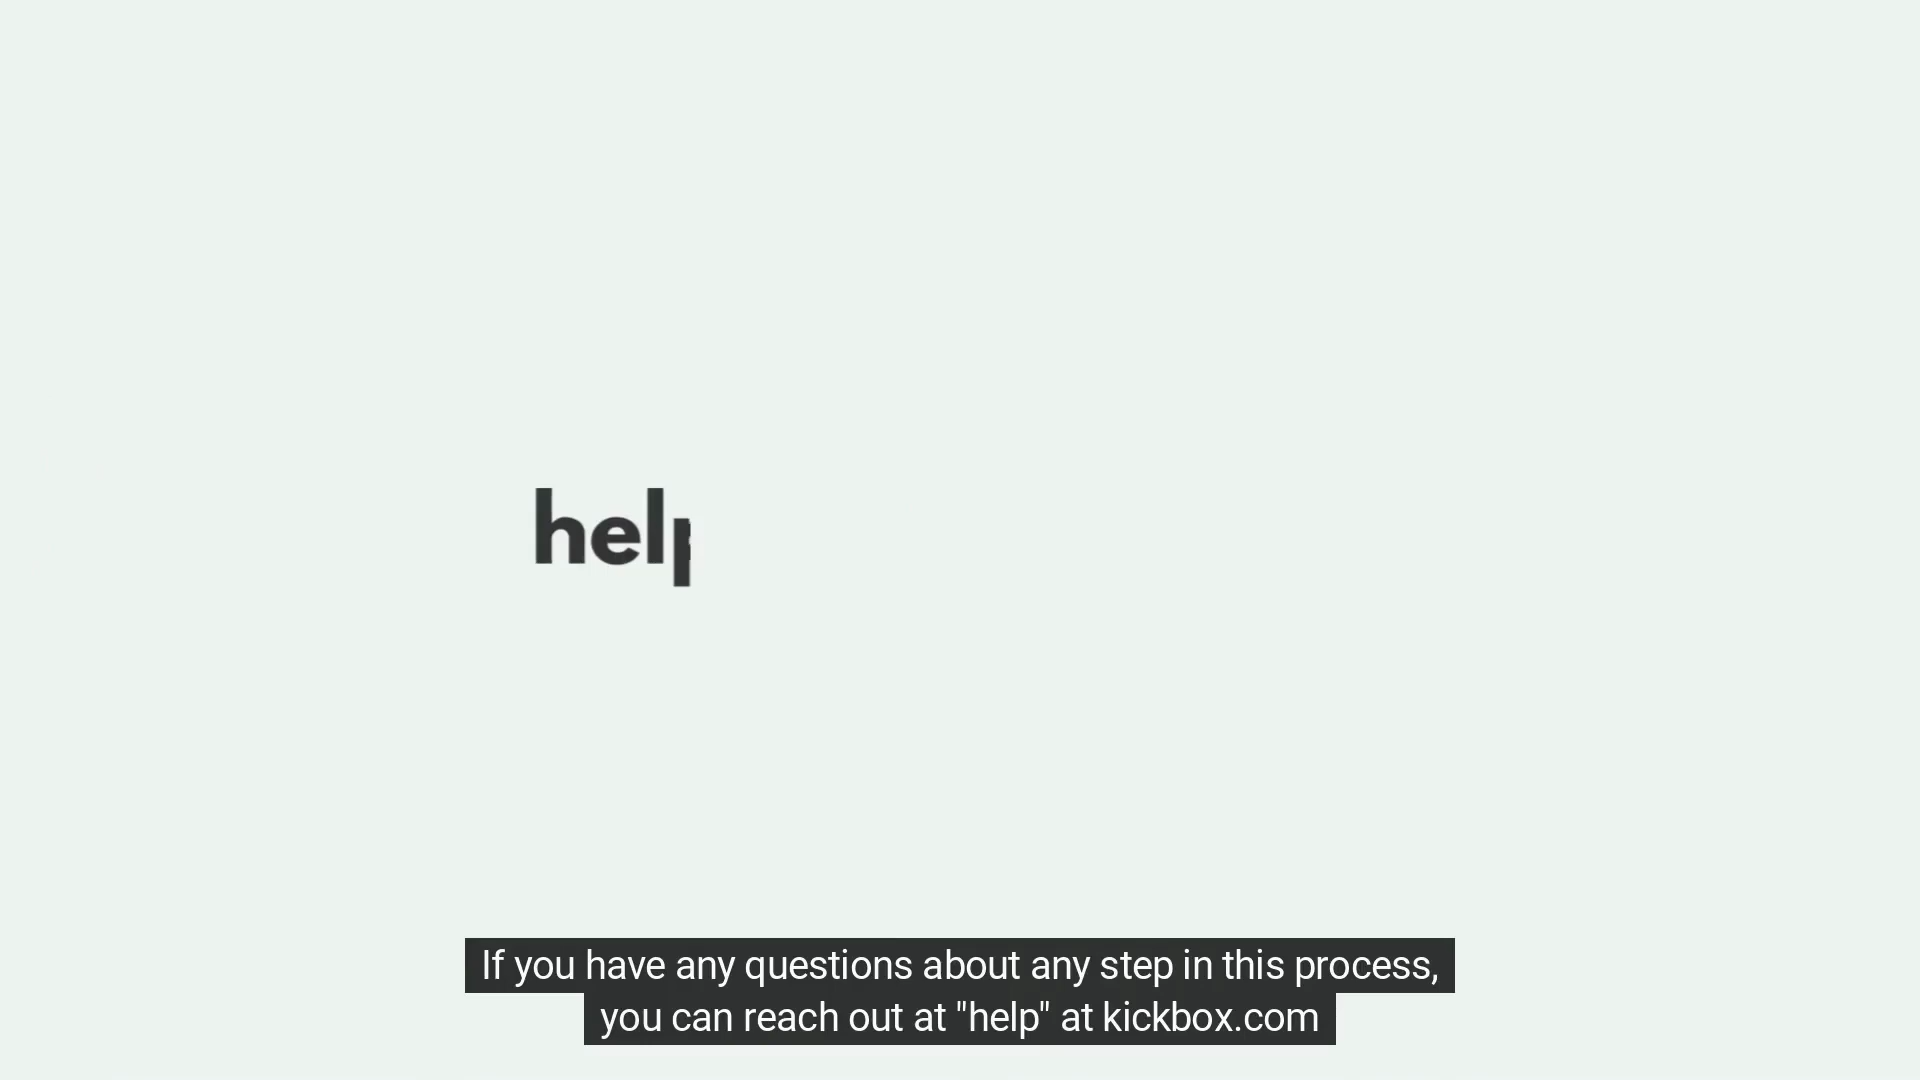 help
If you have any questions about any step in this process,
you can reach out at "help" at kickbox.com